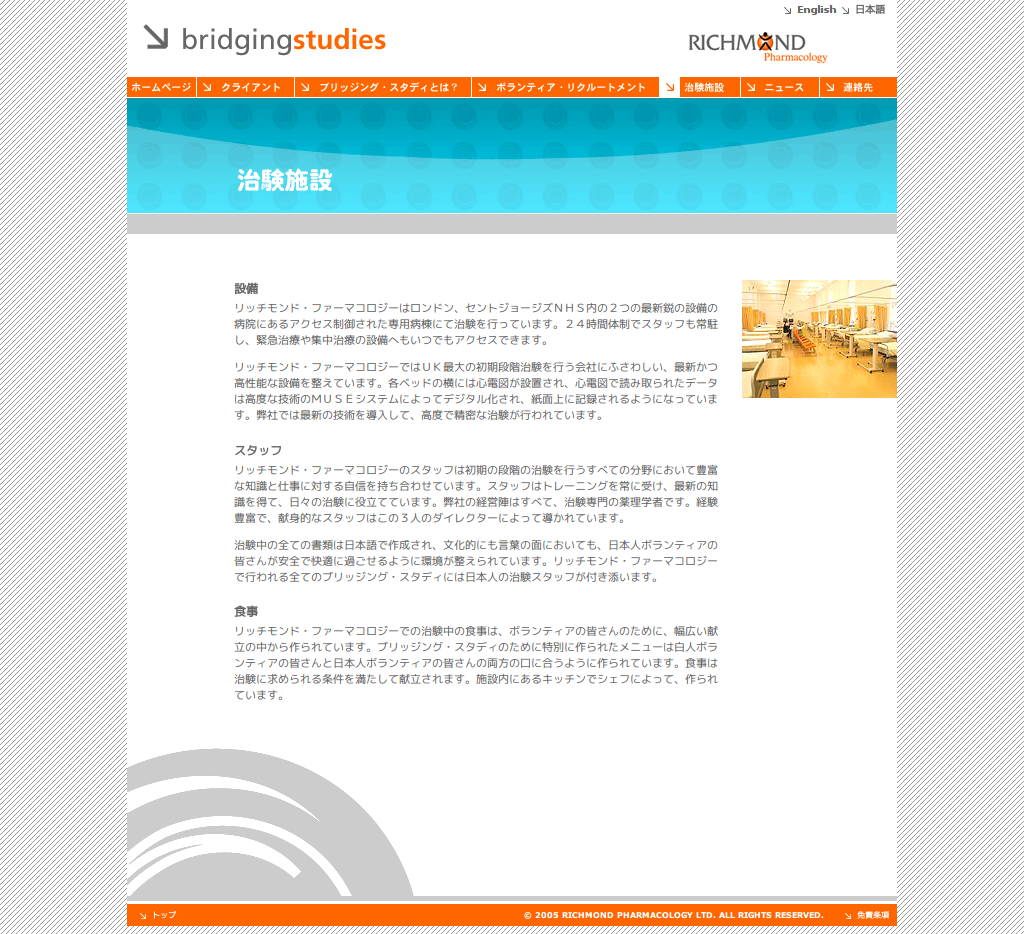 English 日本語
bridgingstudies
RICHMOND
Pharmacology
ホームページ クライアント ブリッジング・スタディとは？ ボランティア・リクルートメント 治験施設 ニュース 連絡先
治験施設
設備
リッチモンド・ファーマコロジーはロンドン、セントジョージズＮＨＳ内の２つの最新鋭の設備の
病院にあるアクセス制御された専用病棟にて治験を行っています。２４時間体制でスタッフも常駐
し、緊急治療や集中治療の設備へもいつでもアクセスできます。
リッチモンド・ファーマコロジーではＵＫ最大の初期段階治験を行う会社にふさわしい、最新かつ
高性能な設備を整えています。各ベッドの横には心電図が設置され、心電図で読み取られたデータ
は高度な技術のＭＵＳＥシステムによってデジタル化され、紙面上に記録されるようになっていま
す。弊社では最新の技術を導入して、高度で精密な治験が行われています。
スタッフ
リッチモンド・ファーマコロジーのスタッフは初期の段階の治験を行うすべての分野において豊富
な知識と仕事に対する自信を持ち合わせています。スタッフはトレーニングを常に受け、最新の知
識を得て、日々の治験に役立てています。弊社の経営陣はすべて、治験専門の薬理学者です。経験
豊富で、献身的なスタッフはこの３人のダイレクターによって導かれています。
治験中の全ての書類は日本語で作成され、文化的にも言葉の面においても、日本人ボランティアの
皆さんが安全で快適に過ごせるように環境が整えられています。リッチモンド・ファーマコロジー
で行われる全てのブリッジング・スタディには日本人の治験スタッフが付き添います。
食事
リッチモンド・ファーマコロジーでの治験中の食事は、ボランティアの皆さんのために、幅広い献
立の中から作られています。ブリッジング・スタディのために特別に作られたメニューは白人ボラ
ンティアの皆さんと日本人ボランティアの皆さんの両方の口に合うように作られています。食事は
治験に求められる条件を満たして献立されます。施設内にあるキッチンでシェフによって、作られ
ています。
トップ © 2005 RICHMOND PHARMACOLOGY LTD. ALL RIGHTS RESERVED. 免責条項